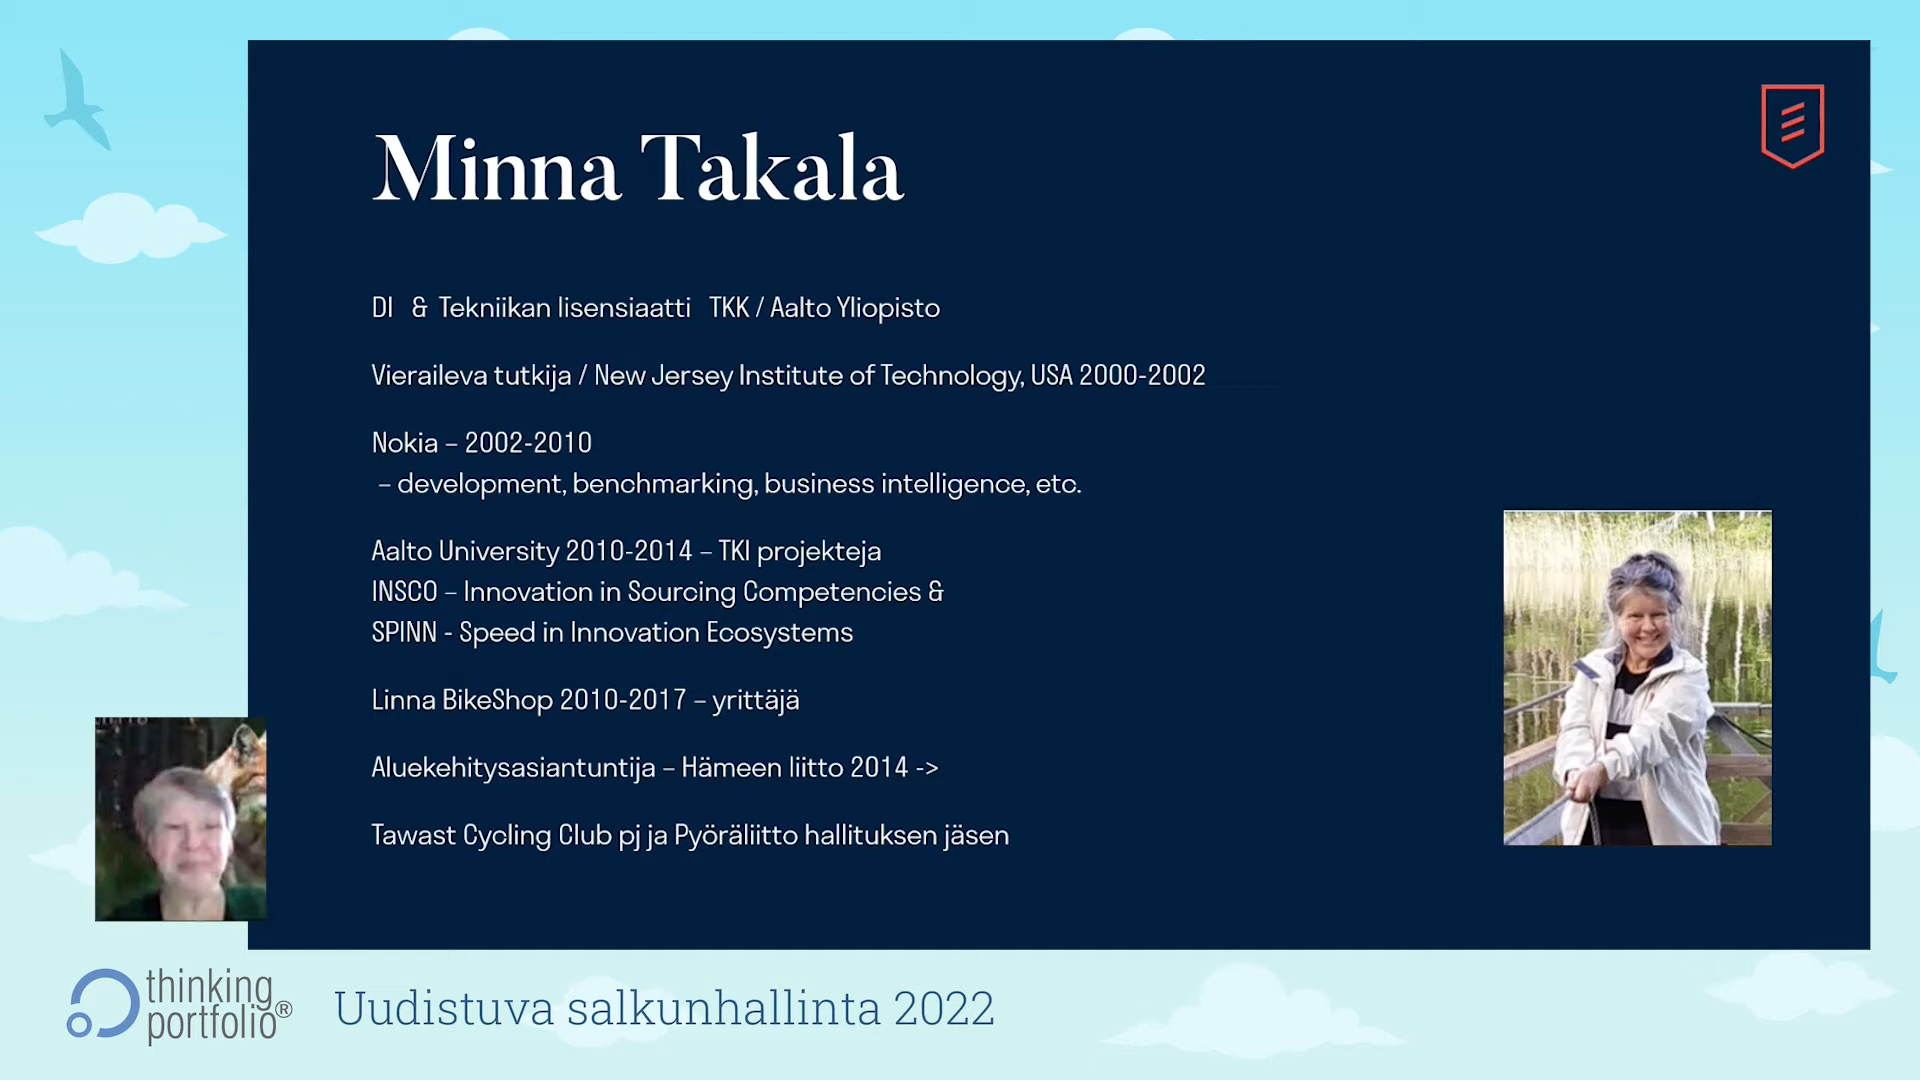 Minna Takala
DI & Tekniikan lisensiaatti TKK / Aalto Yliopisto
Vieraileva tutkija / New Jersey Institute of Technology, USA 2000-2002
Nokia – 2002-2010
– development, benchmarking, business intelligence, etc.
Aalto University 2010-2014 – TKI projekteja
INSCO – Innovation in Sourcing Competencies &
SPINN - Speed in Innovation Ecosystems
Linna BikeShop 2010-2017 – yrittäjä
Aluekehitysasiantuntija – Hämeen liitto 2014 ->
Tawast Cycling Club pj ja Pyöräliitto hallituksen jäsen
thinking
portfolio®
Uudistuva salkunhallinta 2022